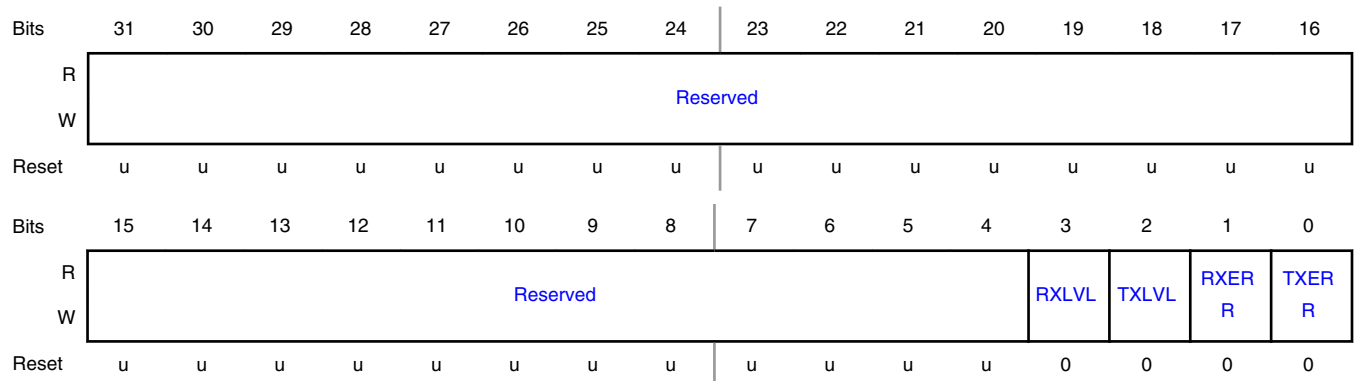 Bits 31 30 29 28 27 26 25 24 23 22 21 20 19 18 17 16
R
Reserved
W
Reset u u u u u u u u u u u u u u u u
Bits 15 14 13 12 11 10 9 8 7 6 5 4 3 2 1 0
R
Reserved RXLVL TXLVL RXER TXER
R R
W
Reset u u u u u u u u u u u u 0 0 0 0